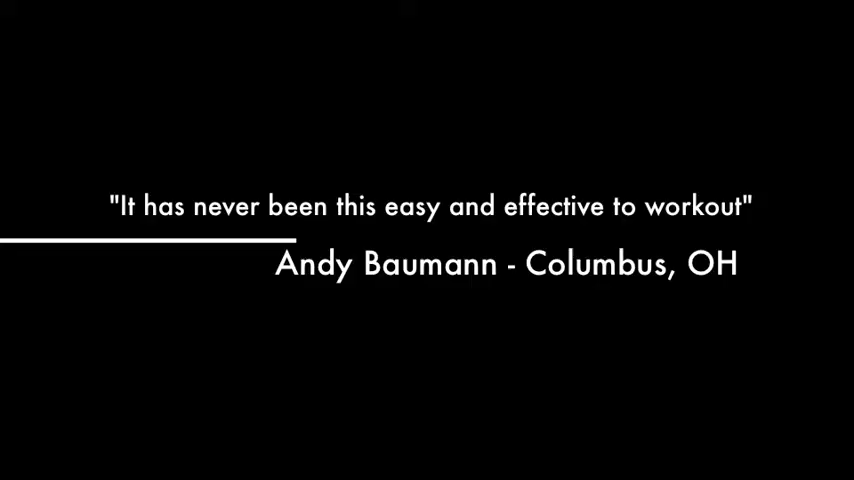 "It has never been this easy and effective to workout"
Andy Baumann - Columbus, OH